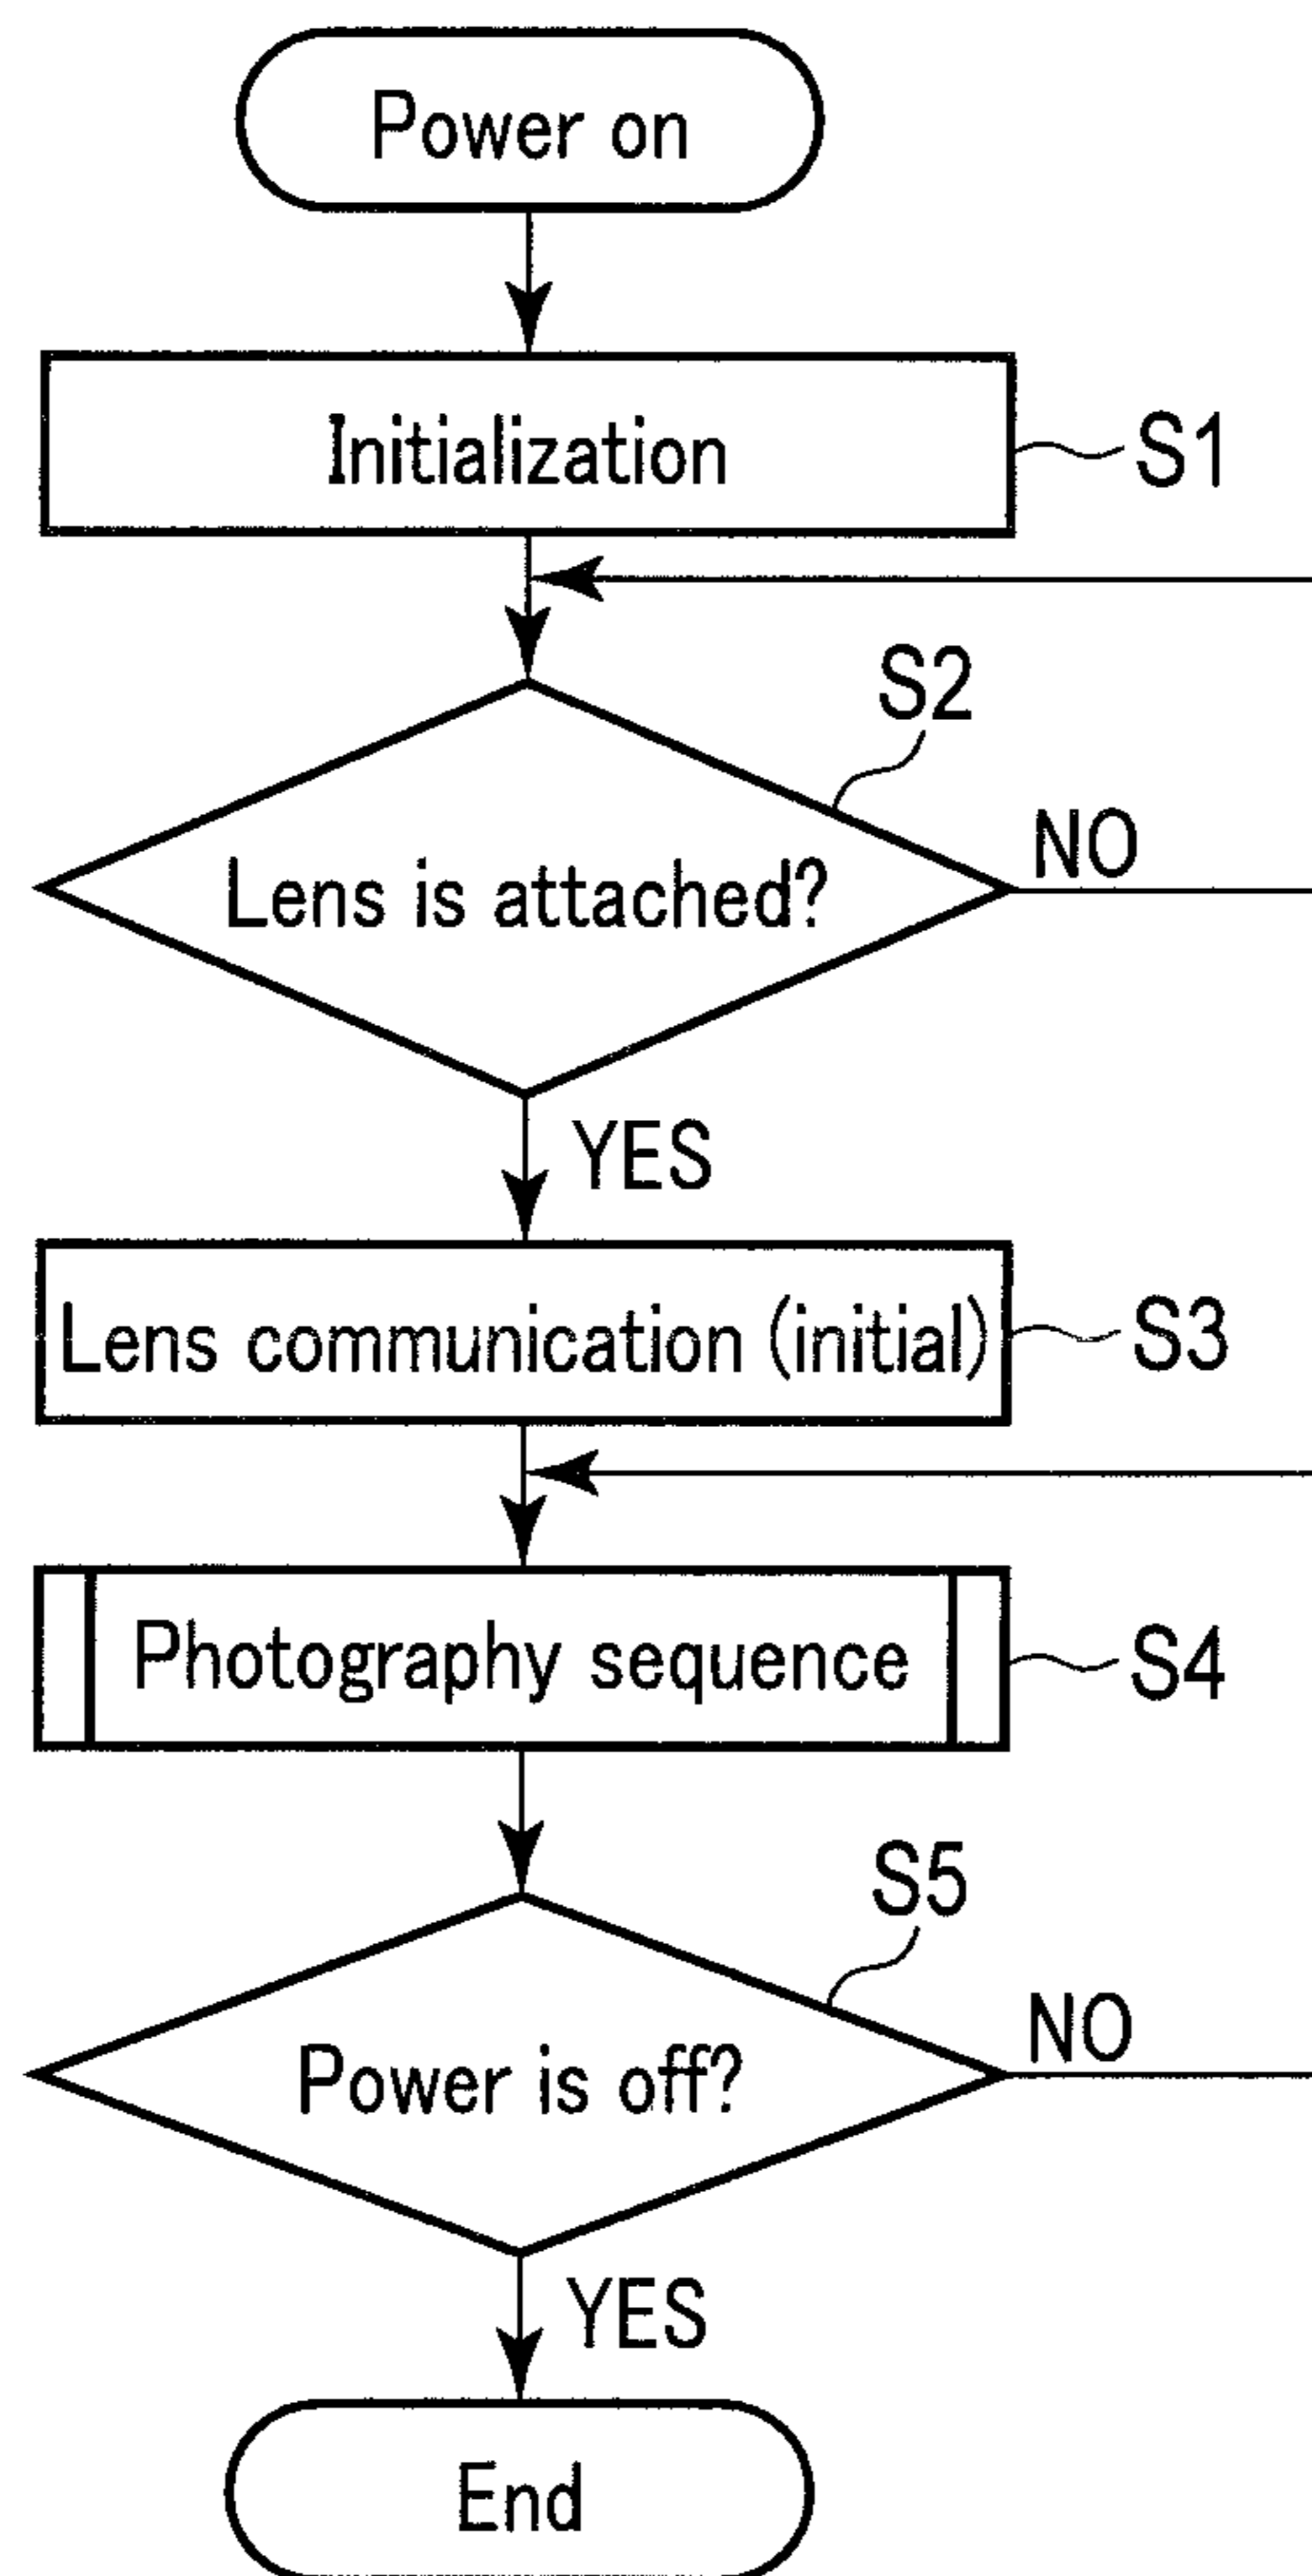 Power on
Initialization
S1
S2
Lens is attached?
NO
YES
Lens communication (initial)
S3
Photography sequence
S4
S5
Power is off?
NO
YES
End